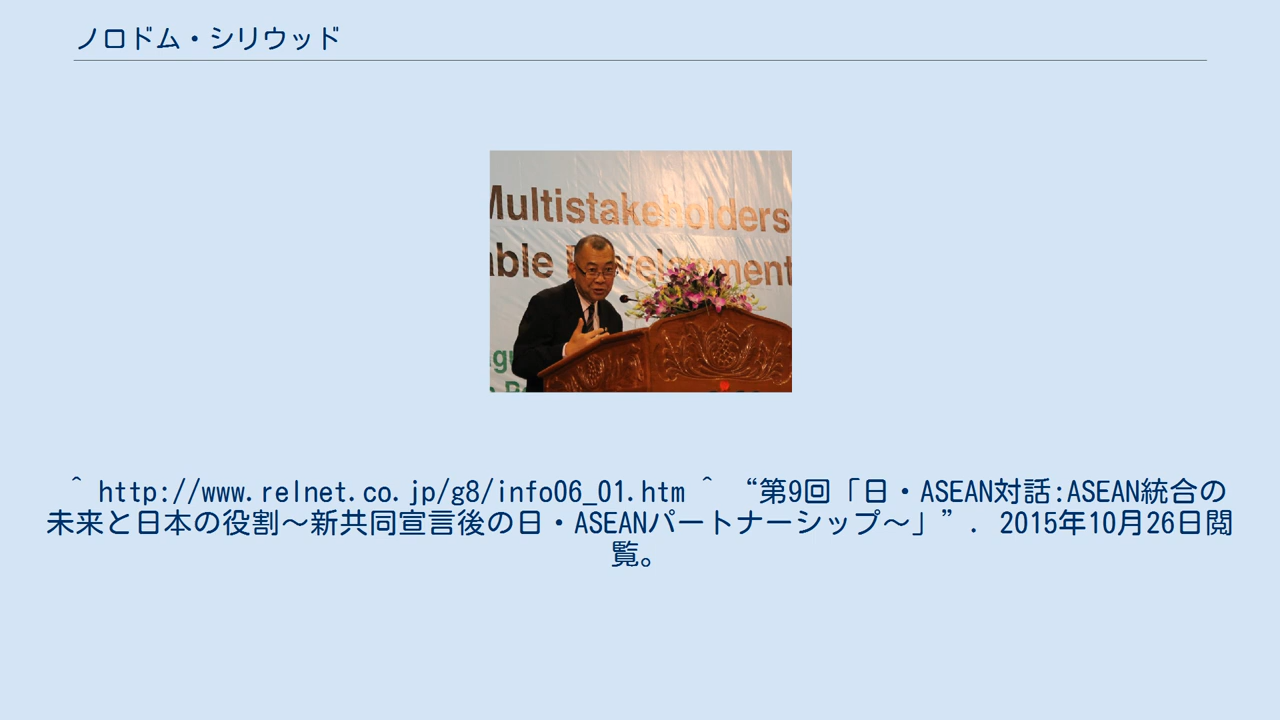 ノロドム・シリウッド
Multistakeholders
able Development
^ http://www.relnet.co.jp/g8/info06_01.htm ^ “第9回「日・ASEAN対話:ASEAN統合の
未来と日本の役割～新共同宣言後の日・ASEANパートナーシップ～」”. 2015年10月26日閲
覧。